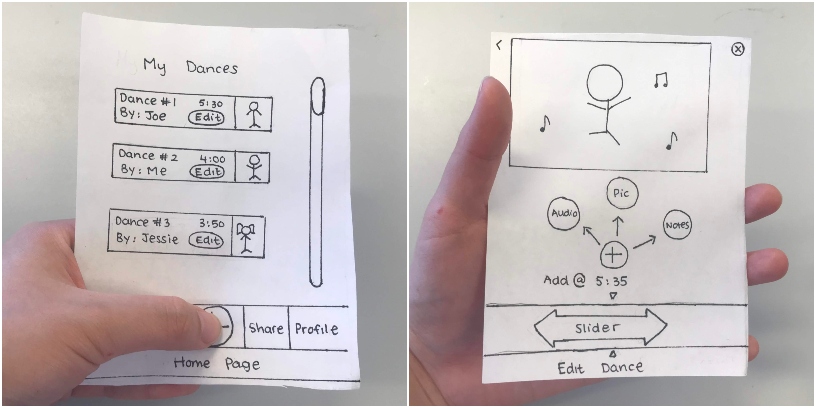 My Dances
Dance #1 5:30
By: Joe Edit
Dance #2 4:00
By: Me Edit
Dance #3 3:50
By: Jessie Edit
Share Profile
Home Page
Pic
Audio
Notes
Add @ 5:35
Slider
Edit Dance